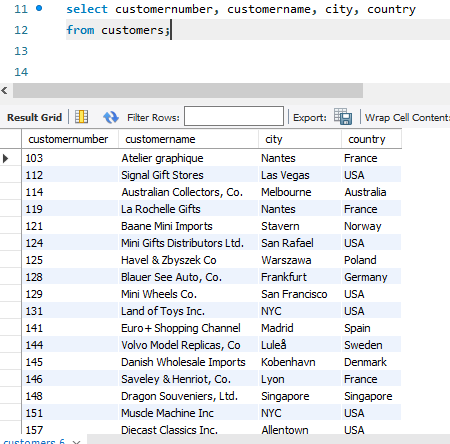 11 select customernumber, customername, city, country
12 from customers;
13
14
Result Grid Filter Rows: Export: Wrap Cell Content:
customernumber customername city country
103 Atelier graphique Nantes France
112 Signal Gift Stores Las Vegas USA
114 Australian Collectors, Co. Melbourne Australia
119 La Rochelle Gifts Nantes France
121 Baane Mini Imports Stavern Norway
124 Mini Gifts Distributors Ltd. San Rafael USA
125 Havel & Zbyszek Co Warszawa Poland
128 Blauer See Auto, Co. Frankfurt Germany
129 Mini Wheels Co. San Francisco USA
131 Land of Toys Inc. NYC USA
141 Euro+ Shopping Channel Madrid Spain
144 Volvo Model Replicas, Co Luleå Sweden
145 Danish Wholesale Imports Kobenhavn Denmark
146 Saveley & Henriot, Co. Lyon France
148 Dragon Souveniers, Ltd. Singapore Singapore
151 Muscle Machine Inc NYC USA
157 Diecast Classics Inc. Allentown USA
customers 6